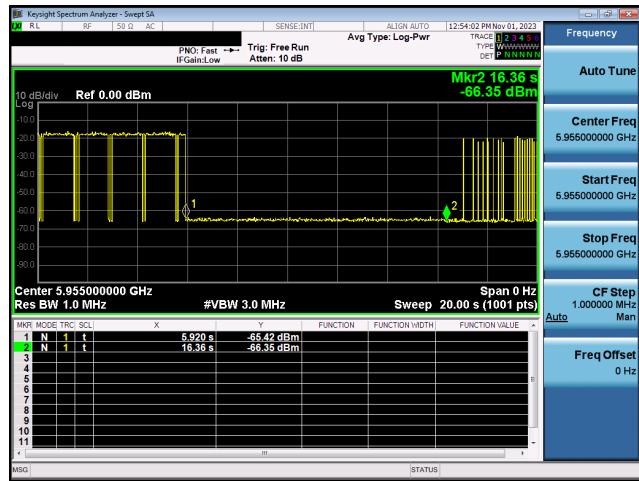 Keysight Spectrum Analyzer - Swept SA
RL RF 50 Ω AC SENSE:INT ALIGN AUTO 12:54:02 PM Nov 01, 2023
Avg Type: Log-Pwr
TRACE 1 2 3 4 5 6
TYPE WWWWWW
DET P N N N N N
PNO: Fast
IFGain:Low
Trig: Free Run
Atten: 10 dB
Mkr2 16.36 s
-66.35 dBm
10 dB/div Ref 0.00 dBm
Log
-10.0
-20.0
-30.0
-40.0
-50.0
-60.0
-70.0
-80.0
-90.0
1
2
Center 5.955000000 GHz Span 0 Hz
Res BW 1.0 MHz #VBW 3.0 MHz Sweep 20.00 s (1001 pts)
MKR MODE TRC SCL X Y FUNCTION FUNCTION WIDTH FUNCTION VALUE
1 N 1 t 5.920 s -65.42 dBm
2 N 1 t 16.36 s -66.35 dBm
3
4
5
6
7
8
9
10
11
MSG STATUS
Frequency
Auto Tune
Center Freq
5.955000000 GHz
Start Freq
5.955000000 GHz
Stop Freq
5.955000000 GHz
CF Step
1.000000 MHz
Auto Man
Freq Offset
0 Hz